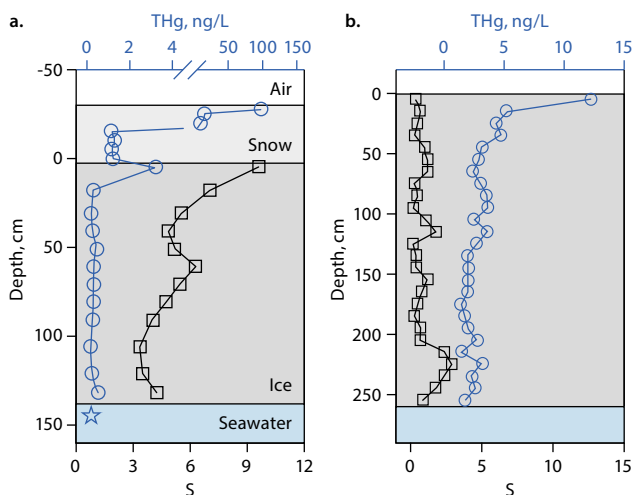 a.
THg, ng/L
0 2 4 50 100 150
-50
0
50
100
150
Depth, cm
Air
Snow
Ice
Seawater
0 3 6 9 12
S
b.
THg, ng/L
0 5 10 15
0
50
100
150
200
250
Depth, cm
0 5 10 15
S